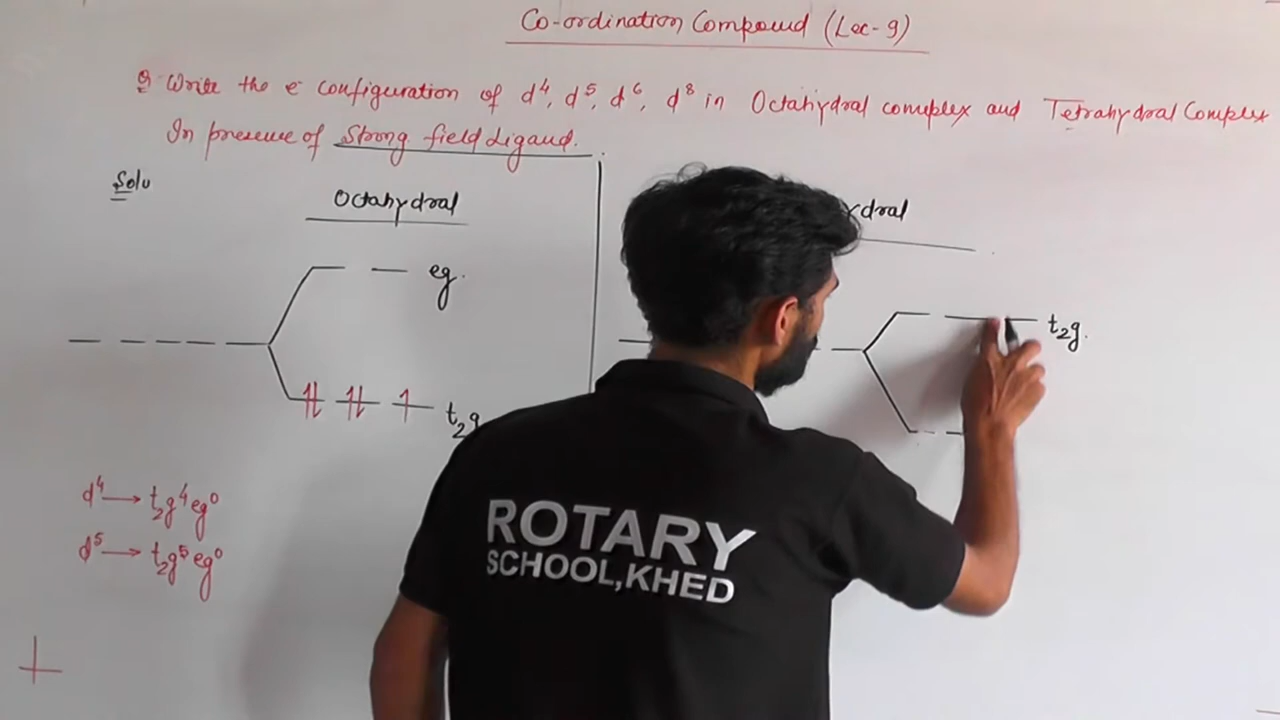 Co-ordination Compound (Lec-9)
Q Write the e⁻ configuration of d⁴, d⁵, d⁶, d⁸ in Octahydral complex and Tetrahydral Complex
In presence of Strong field Ligand.
Solu
Octahydral
ydral
eg.
t₂g.
t₂g
d⁴ → t₂g⁴ eg⁰
d⁵ → t₂g⁵ eg⁰
ROTARY
SCHOOL,KHED